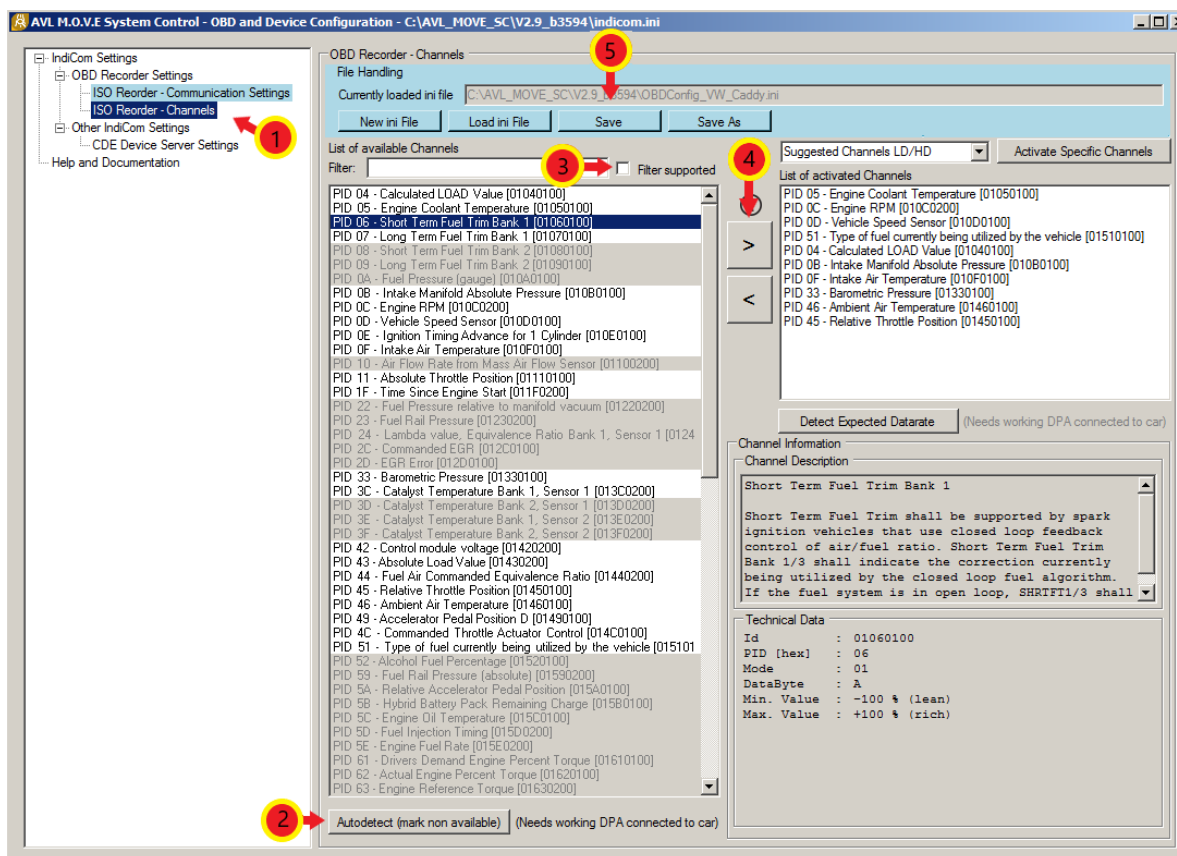 AVL M.O.V.E System Control - OBD and Device Configuration - C:\AVL_MOVE_SC\V2.9_b3594\indicom.ini
IndiCom Settings
OBD Recorder Settings
ISO Reorder - Communication Settings
ISO Reorder - Channels
Other IndiCom Settings
CDE Device Server Settings
Help and Documentation
1
OBD Recorder - Channels
5
File Handling
Currently loaded ini file C:\AVL_MOVE_SC\V2.9_b3594\OBDConfig_VW_Caddy.ini
New ini File Load ini File Save Save As
List of available Channels
Filter: 3 Filter supported
PID 04 - Calculated LOAD Value [01040100]
PID 05 - Engine Coolant Temperature [01050100]
PID 06 - Short Term Fuel Trim Bank 1 [01060100]
PID 07 - Long Term Fuel Trim Bank 1 [01070100]
PID 08 - Short Term Fuel Trim Bank 2 [01080100]
PID 09 - Long Term Fuel Trim Bank 2 [01090100]
PID 0A - Fuel Pressure (gauge) [010A0100]
PID 0B - Intake Manifold Absolute Pressure [010B0100]
PID 0C - Engine RPM [010C0200]
PID 0D - Vehicle Speed Sensor [010D0100]
PID 0E - Ignition Timing Advance for 1 Cylinder [010E0100]
PID 0F - Intake Air Temperature [010F0100]
PID 10 - Air Flow Rate from Mass Air Flow Sensor [01100200]
PID 11 - Absolute Throttle Position [01110100]
PID 1F - Time Since Engine Start [011F0200]
PID 22 - Fuel Pressure relative to manifold vacuum [01220200]
PID 23 - Fuel Rail Pressure [01230200]
PID 24 - Lambda value, Equivalence Ratio Bank 1, Sensor 1 [0124
PID 2C - Commanded EGR [012C0100]
PID 2D - EGR Error [012D0100]
PID 33 - Barometric Pressure [01330100]
PID 3C - Catalyst Temperature Bank 1, Sensor 1 [013C0200]
PID 3D - Catalyst Temperature Bank 2, Sensor 1 [013D0200]
PID 3E - Catalyst Temperature Bank 1, Sensor 2 [013E0200]
PID 3F - Catalyst Temperature Bank 2, Sensor 2 [013F0200]
PID 42 - Control module voltage [01420200]
PID 43 - Absolute Load Value [01430200]
PID 44 - Fuel Air Commanded Equivalence Ratio [01440200]
PID 45 - Relative Throttle Position [01450100]
PID 46 - Ambient Air Temperature [01460100]
PID 49 - Accelerator Pedal Position D [01490100]
PID 4C - Commanded Throttle Actuator Control [014C0100]
PID 51 - Type of fuel currently being utilized by the vehicle [015101
PID 52 - Alcohol Fuel Percentage [01520100]
PID 59 - Fuel Rail Pressure (absolute) [01590200]
PID 5A - Relative Accelerator Pedal Position [015A0100]
PID 5B - Hybrid Battery Pack Remaining Charge [015B0100]
PID 5C - Engine Oil Temperature [015C0100]
PID 5D - Fuel Injection Timing [015D0200]
PID 5E - Engine Fuel Rate [015E0200]
PID 61 - Drivers Demand Engine Percent Torque [01610100]
PID 62 - Actual Engine Percent Torque [01620100]
PID 63 - Engine Reference Torque [01630200]
2 Autodetect (mark non available) (Needs working DPA connected to car)
4
>
<
Suggested Channels LD/HD Activate Specific Channels
List of activated Channels
PID 05 - Engine Coolant Temperature [01050100]
PID 0C - Engine RPM [010C0200]
PID 0D - Vehicle Speed Sensor [010D0100]
PID 51 - Type of fuel currently being utilized by the vehicle [01510100]
PID 04 - Calculated LOAD Value [01040100]
PID 0B - Intake Manifold Absolute Pressure [010B0100]
PID 0F - Intake Air Temperature [010F0100]
PID 33 - Barometric Pressure [01330100]
PID 46 - Ambient Air Temperature [01460100]
PID 45 - Relative Throttle Position [01450100]
Detect Expected Datarate (Needs working DPA connected to car)
Channel Information
Channel Description
Short Term Fuel Trim Bank 1
Short Term Fuel Trim shall be supported by spark
ignition vehicles that use closed loop feedback
control of air/fuel ratio. Short Term Fuel Trim
Bank 1/3 shall indicate the correction currently
being utilized by the closed loop fuel algorithm.
If the fuel system is in open loop, SHRTFT1/3 shall
Technical Data
Id : 01060100
PID [hex] : 06
Mode : 01
DataByte : A
Min. Value : -100 % (lean)
Max. Value : +100 % (rich)